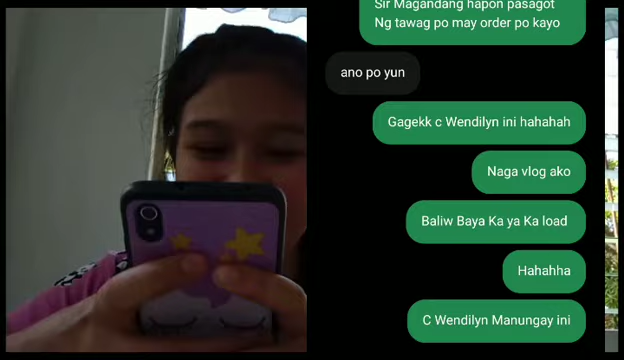 Sir Magandang hapon pasagot
Ng tawag po may order po kayo
ano po yun
Gagekk c Wendilyn ini hahahah
Naga vlog ako
Baliw Baya Ka ya Ka load
Hahahha
C Wendilyn Manungay ini